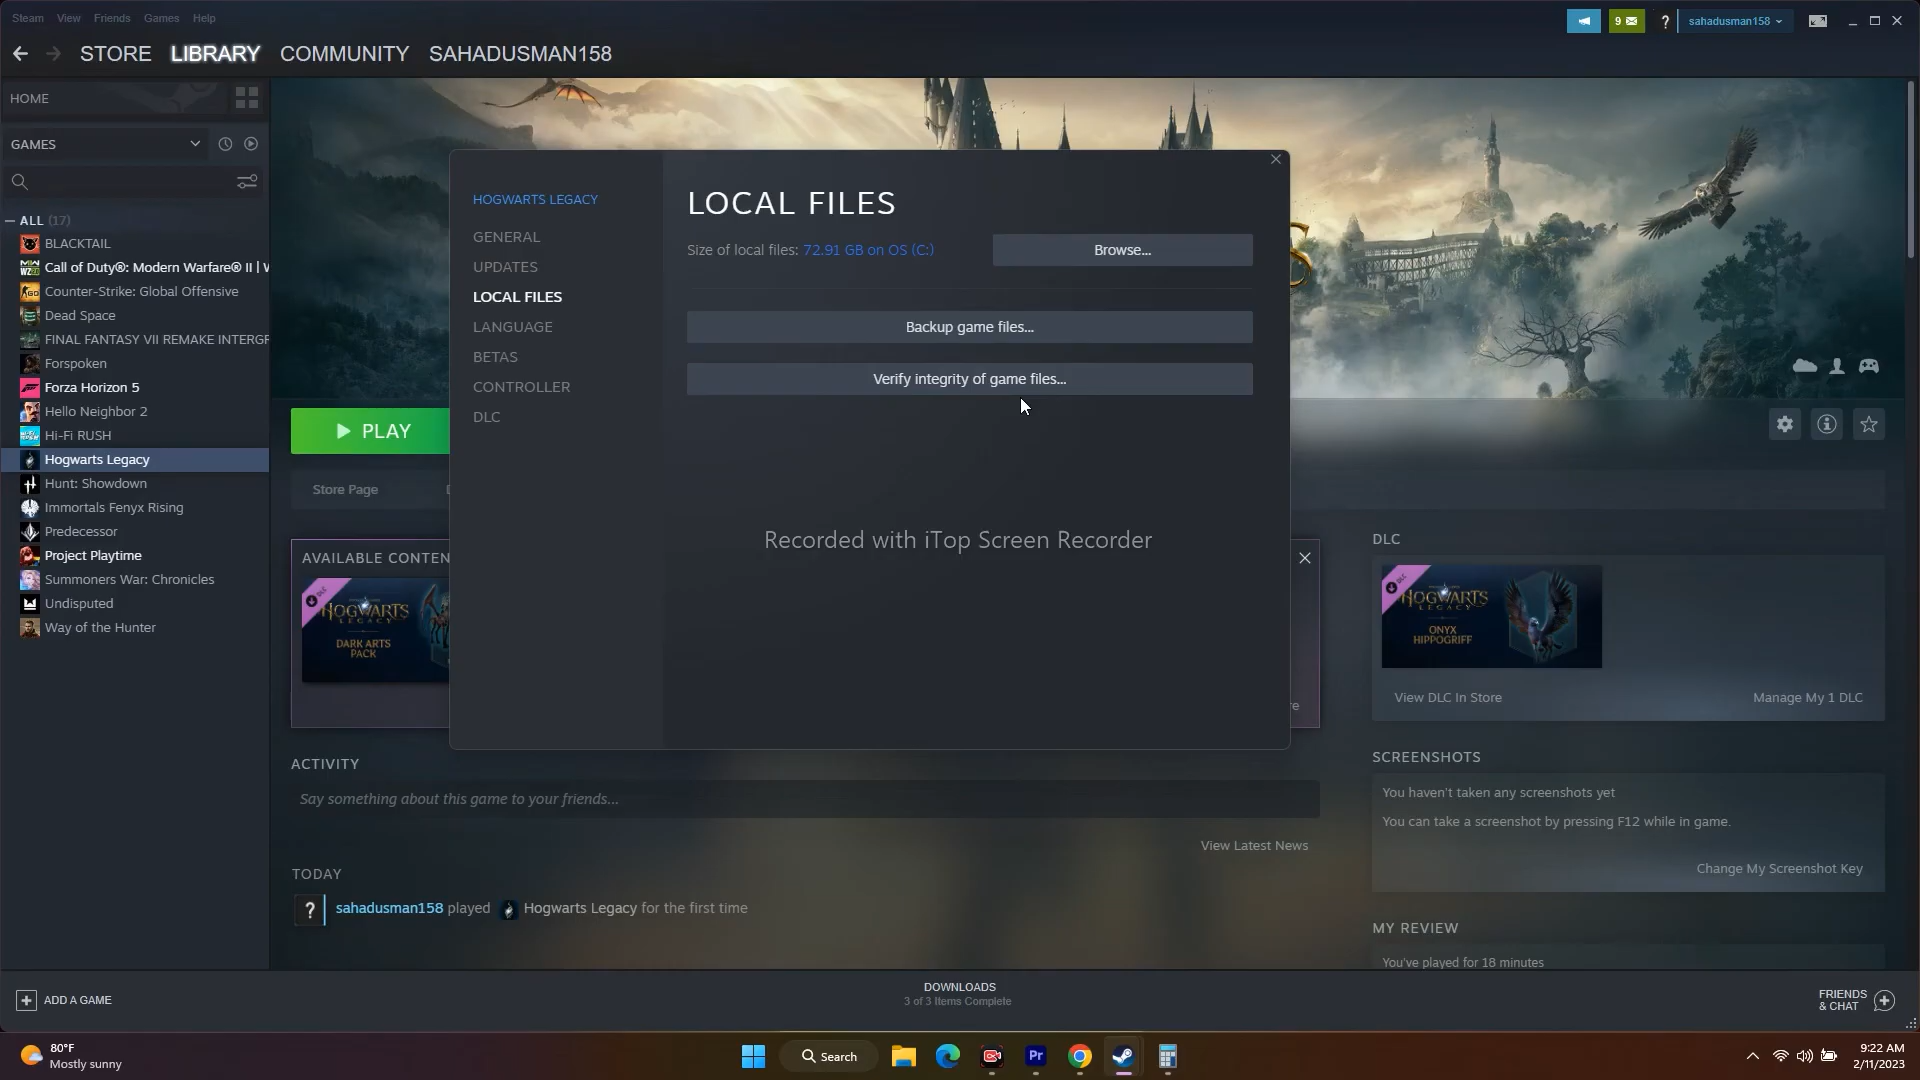 Steam View Friends Games Help
9
?
sahadusman158
STORE LIBRARY COMMUNITY SAHADUSMAN158
HOME
GAMES
ALL (17)
BLACKTAIL
Call of Duty®: Modern Warfare® II | W
Counter-Strike: Global Offensive
Dead Space
FINAL FANTASY VII REMAKE INTERGR
Forspoken
Forza Horizon 5
Hello Neighbor 2
Hi-Fi RUSH
Hogwarts Legacy
Hunt: Showdown
Immortals Fenyx Rising
Predecessor
Project Playtime
Summoners War: Chronicles
Undisputed
Way of the Hunter
HOGWARTS LEGACY
GENERAL
UPDATES
LOCAL FILES
LANGUAGE
BETAS
CONTROLLER
DLC
LOCAL FILES
Size of local files: 72.91 GB on OS (C:)
Browse...
Backup game files...
Verify integrity of game files...
Recorded with iTop Screen Recorder
PLAY
Store Page
AVAILABLE CONTEN
DLC
HOGWARTS
LEGACY
DARK ARTS
PACK
DLC
DLC
HOGWARTS
LEGACY
ONYX
HIPPOGRIFF
View DLC In Store
Manage My 1 DLC
ACTIVITY
Say something about this game to your friends...
View Latest News
TODAY
? sahadusman158 played Hogwarts Legacy for the first time
SCREENSHOTS
You haven't taken any screenshots yet
You can take a screenshot by pressing F12 while in game.
Change My Screenshot Key
MY REVIEW
You've played for 18 minutes
ADD A GAME
DOWNLOADS
3 of 3 Items Complete
FRIENDS
& CHAT
80°F
Mostly sunny
Search
Pr
9:22 AM
2/11/2023